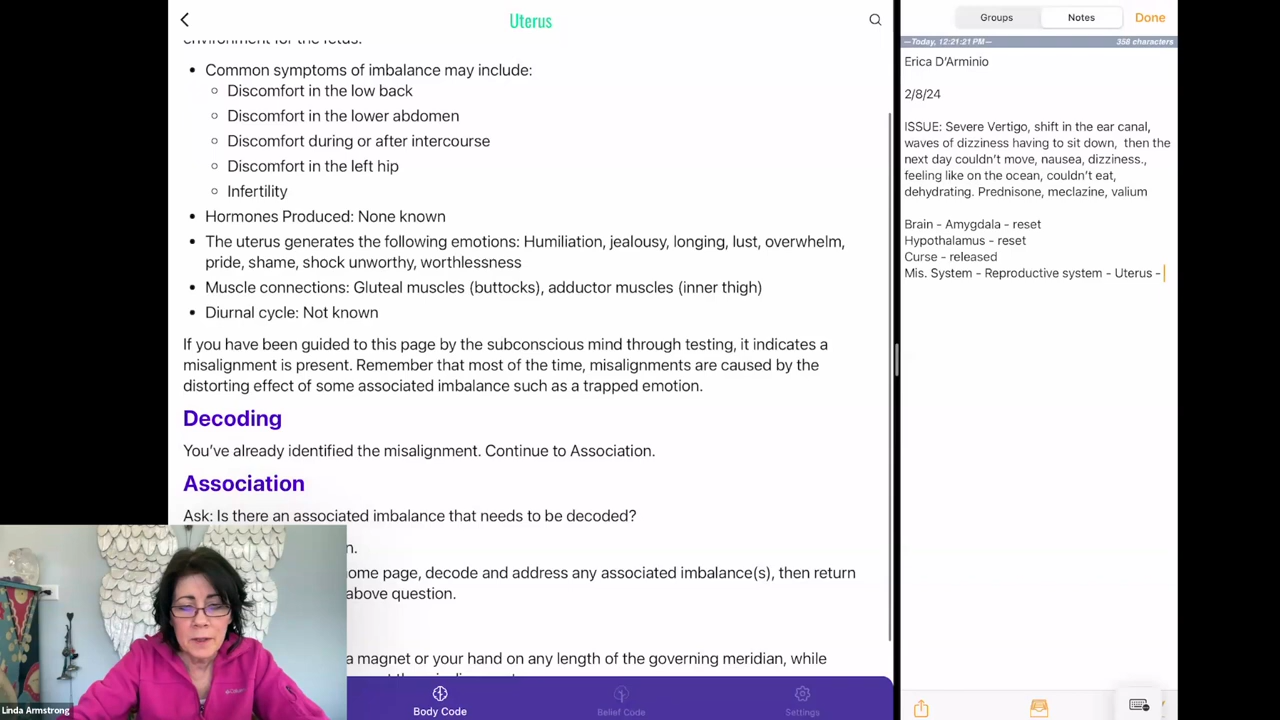 Uterus
environment for the fetus.
• Common symptoms of imbalance may include:
Discomfort in the low back
Discomfort in the lower abdomen
Discomfort during or after intercourse
Discomfort in the left hip
Infertility
• Hormones Produced: None known
• The uterus generates the following emotions: Humiliation, jealousy, longing, lust, overwhelm,
pride, shame, shock unworthy, worthlessness
• Muscle connections: Gluteal muscles (buttocks), adductor muscles (inner thigh)
• Diurnal cycle: Not known
If you have been guided to this page by the subconscious mind through testing, it indicates a
misalignment is present. Remember that most of the time, misalignments are caused by the
distorting effect of some associated imbalance such as a trapped emotion.
Decoding
You've already identified the misalignment. Continue to Association.
Association
Ask: Is there an associated imbalance that needs to be decoded?
n.
ome page, decode and address any associated imbalance(s), then return
above question.
a magnet or your hand on any length of the governing meridian, while
Body Code
Belief Code
Settings
Linda Armstrong
Groups
Notes
Done
—Today, 12:21:21 PM—
358 characters
Erica D'Arminio
2/8/24
ISSUE: Severe Vertigo, shift in the ear canal,
waves of dizziness having to sit down, then the
next day couldn't move, nausea, dizziness.,
feeling like on the ocean, couldn't eat,
dehydrating. Prednisone, meclazine, valium
Brain - Amygdala - reset
Hypothalamus - reset
Curse - released
Mis. System - Reproductive system - Uterus -